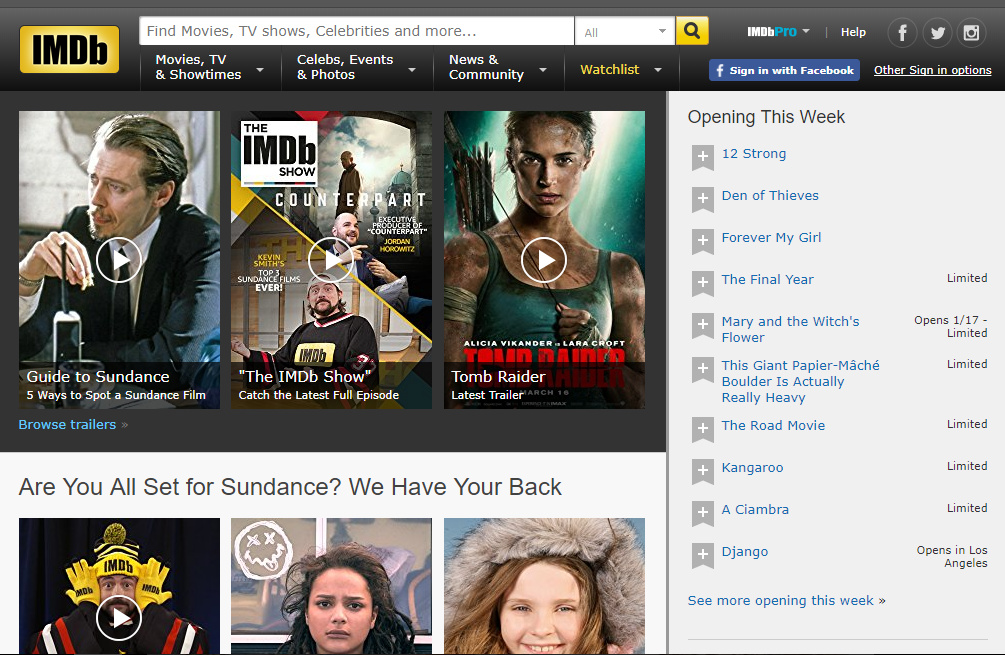 IMDb
Find Movies, TV shows, Celebrities and more...
All
IMDbPro
|
Help
Movies, TV
& Showtimes
Celebs, Events
& Photos
News &
Community
Watchlist
Sign in with Facebook
Other Sign in options
Guide to Sundance
5 Ways to Spot a Sundance Film
THE
IMDb
SHOW
COUNTERPART
EXECUTIVE
PRODUCER OF
"COUNTERPART"
JORDAN
HOROWITZ
KEVIN
SMITH'S
TOP 3
SUNDANCE FILMS
EVER!
IMDb
"The IMDb Show"
Catch the Latest Full Episode
ALICIA VIKANDER IS LARA CROFT
TOMB RAIDER
Tomb Raider
MARCH 16
Latest Trailer
Browse trailers »
Opening This Week
12 Strong
Den of Thieves
Forever My Girl
The Final Year Limited
Mary and the Witch's Opens 1/17 -
Flower Limited
This Giant Papier-Mâché Limited
Boulder Is Actually
Really Heavy
The Road Movie Limited
Kangaroo Limited
A Ciambra Limited
Django Opens in Los
Angeles
See more opening this week »
Are You All Set for Sundance? We Have Your Back
IMDb
IMDb
IMDb